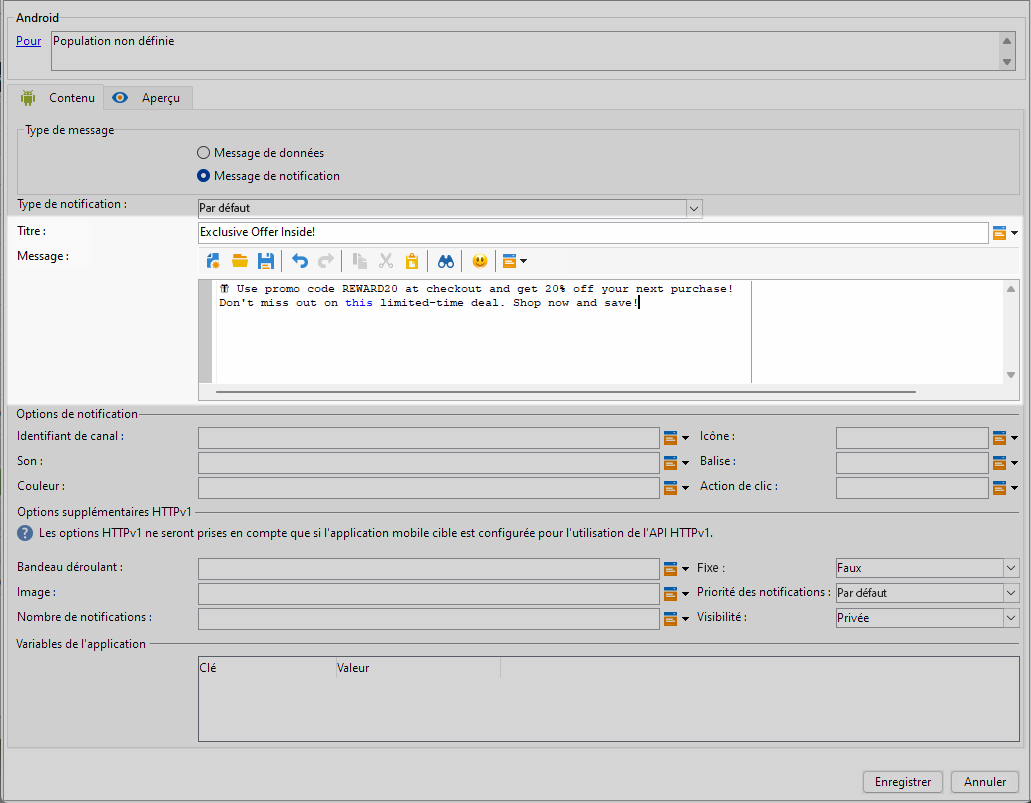 Android
Pour
Population non définie
Contenu
Aperçu
Type de message
Message de données
Message de notification
Type de notification :
Par défaut
Titre :
Exclusive Offer Inside!
Message :
🎁 Use promo code REWARD20 at checkout and get 20% off your next purchase!
Don't miss out on this limited-time deal. Shop now and save!
Options de notification
Identifiant de canal :
Icône :
Son :
Balise :
Couleur :
Action de clic :
Options supplémentaires HTTPv1
Les options HTTPv1 ne seront prises en compte que si l'application mobile cible est configurée pour l'utilisation de l'API HTTPv1.
Bandeau déroulant :
Fixe :
Faux
Image :
Priorité des notifications :
Par défaut
Nombre de notifications :
Visibilité :
Privée
Variables de l'application
Clé
Valeur
Enregistrer
Annuler